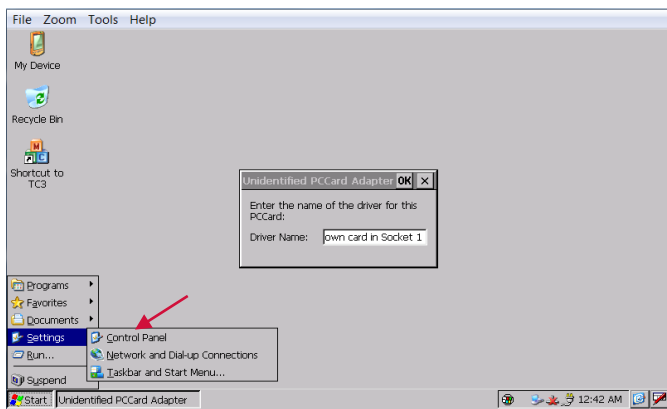 File Zoom Tools Help
My Device
Recycle Bin
Shortcut to
TC3
Unidentified PCCard Adapter OK
Enter the name of the driver for this
PCCard:
Driver Name: own card in Socket 1
Programs
Favorites
Documents
Settings
Run...
Suspend
Control Panel
Network and Dial-up Connections
Taskbar and Start Menu...
Start Unidentified PCCard Adapter 12:42 AM